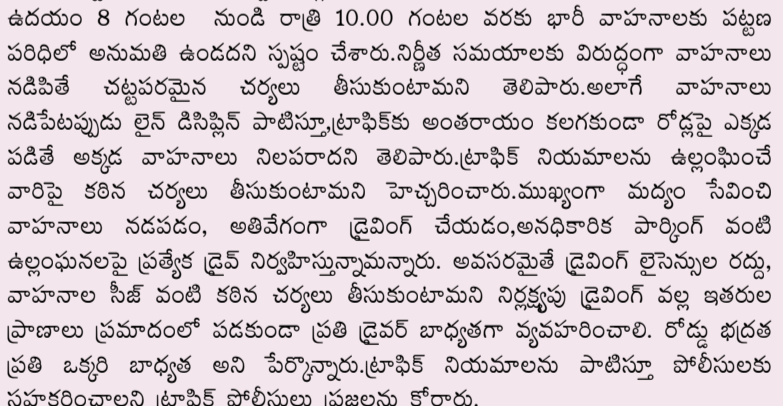 ఉదయం 8 గంటల నుండి రాత్రి 10.00 గంటల వరకు భారీ వాహనాలకు పట్టణ
పరిధిలో అనుమతి ఉండదని స్పష్టం చేశారు.నిర్ణీత సమయాలకు విరుద్ధంగా వాహనాలు
నడిపితే చట్టపరమైన చర్యలు తీసుకుంటామని తెలిపారు.అలాగే వాహనాలు
నడిపేటప్పుడు లైన్ డిసిప్లిన్ పాటిస్తూ,ట్రాఫిక్‌కు అంతరాయం కలగకుండా రోడ్లపై ఎక్కడ
పడితే అక్కడ వాహనాలు నిలపరాదని తెలిపారు.ట్రాఫిక్ నియమాలను ఉల్లంఘించే
వారిపై కఠిన చర్యలు తీసుకుంటామని హెచ్చరించారు.ముఖ్యంగా మద్యం సేవించి
వాహనాలు నడపడం, అతివేగంగా డ్రైవింగ్ చేయడం,అనధికారిక పార్కింగ్ వంటి
ఉల్లంఘనలపై ప్రత్యేక డ్రైవ్ నిర్వహిస్తున్నామన్నారు. అవసరమైతే డ్రైవింగ్ లైసెన్సుల రద్దు,
వాహనాల సీజ్ వంటి కఠిన చర్యలు తీసుకుంటామని నిర్లక్ష్యపు డ్రైవింగ్ వల్ల ఇతరుల
ప్రాణాలు ప్రమాదంలో పడకుండా ప్రతి డ్రైవర్ బాధ్యతగా వ్యవహరించాలి. రోడ్డు భద్రత
ప్రతి ఒక్కరి బాధ్యత అని పేర్కొన్నారు.ట్రాఫిక్ నియమాలను పాటిస్తూ పోలీసులకు
సహకరించాలని ట్రాఫిక్ పోలీసులు ప్రజలను కోరారు.